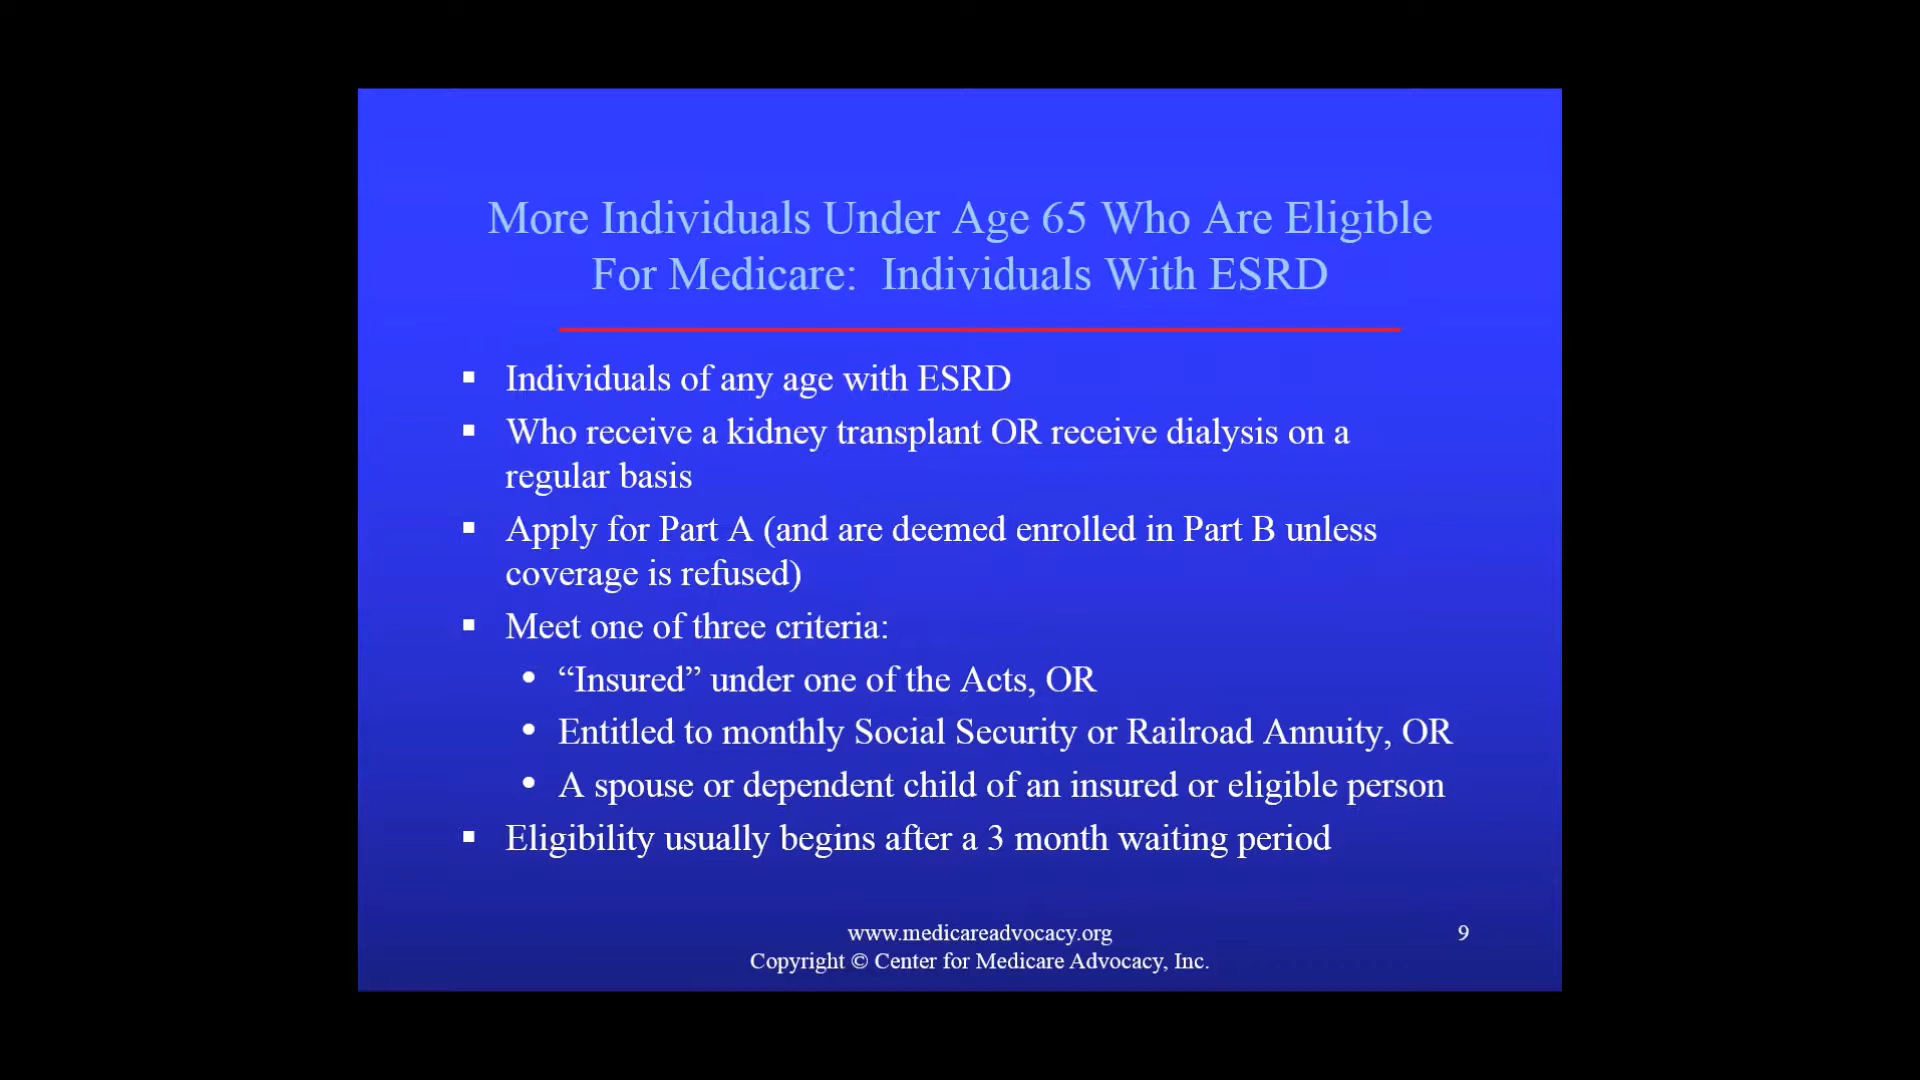 More Individuals Under Age 65 Who Are Eligible
For Medicare:  Individuals With ESRD
▪ Individuals of any age with ESRD
▪ Who receive a kidney transplant OR receive dialysis on a
regular basis
▪ Apply for Part A (and are deemed enrolled in Part B unless
coverage is refused)
▪ Meet one of three criteria:
• “Insured” under one of the Acts, OR
• Entitled to monthly Social Security or Railroad Annuity, OR
• A spouse or dependent child of an insured or eligible person
▪ Eligibility usually begins after a 3 month waiting period
www.medicareadvocacy.org
9
Copyright © Center for Medicare Advocacy, Inc.